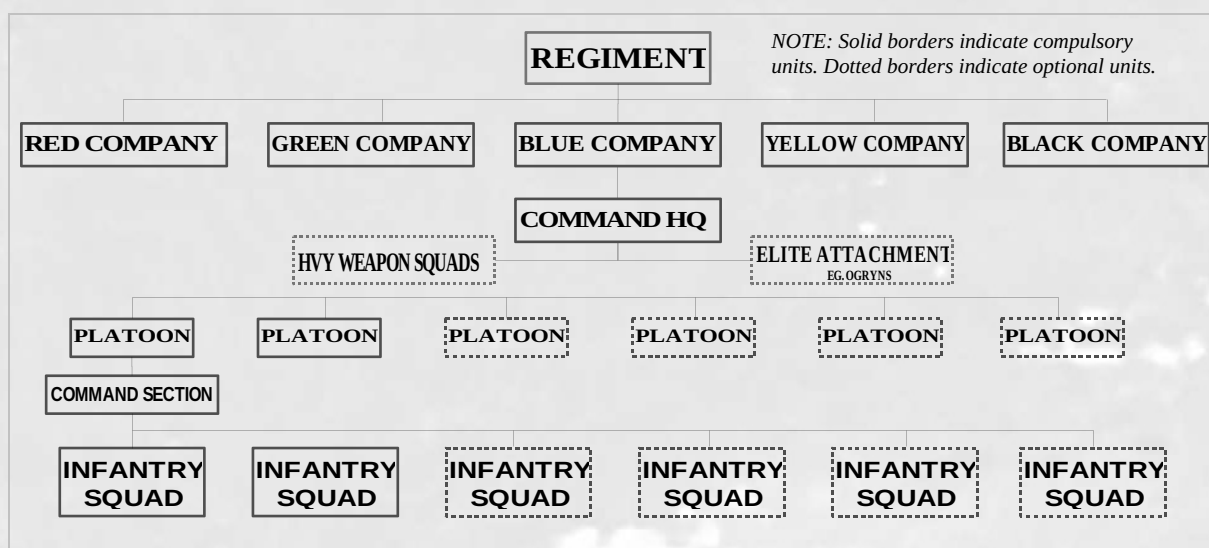 REGIMENT
NOTE: Solid borders indicate compulsory
units. Dotted borders indicate optional units.
RED COMPANY
GREEN COMPANY
BLUE COMPANY
YELLOW COMPANY
BLACK COMPANY
COMMAND HQ
HVY WEAPON SQUADS
ELITE ATTACHMENT
EG. OGRYNS
PLATOON
PLATOON
PLATOON
PLATOON
PLATOON
PLATOON
COMMAND SECTION
INFANTRY
SQUAD
INFANTRY
SQUAD
INFANTRY
SQUAD
INFANTRY
SQUAD
INFANTRY
SQUAD
INFANTRY
SQUAD